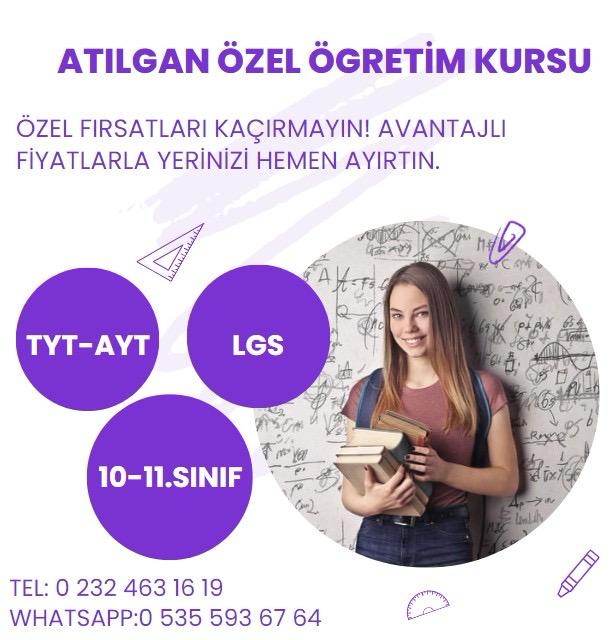 ATILGAN ÖZEL ÖGRETİM KURSU
ÖZEL FIRSATLARI KAÇIRMAYIN! AVANTAJLI
FİYATLARLA YERİNİZİ HEMEN AYIRTIN.
TYT-AYT
LGS
10-11.SINIF
TEL: 0 232 463 16 19
WHATSAPP:0 535 593 67 64